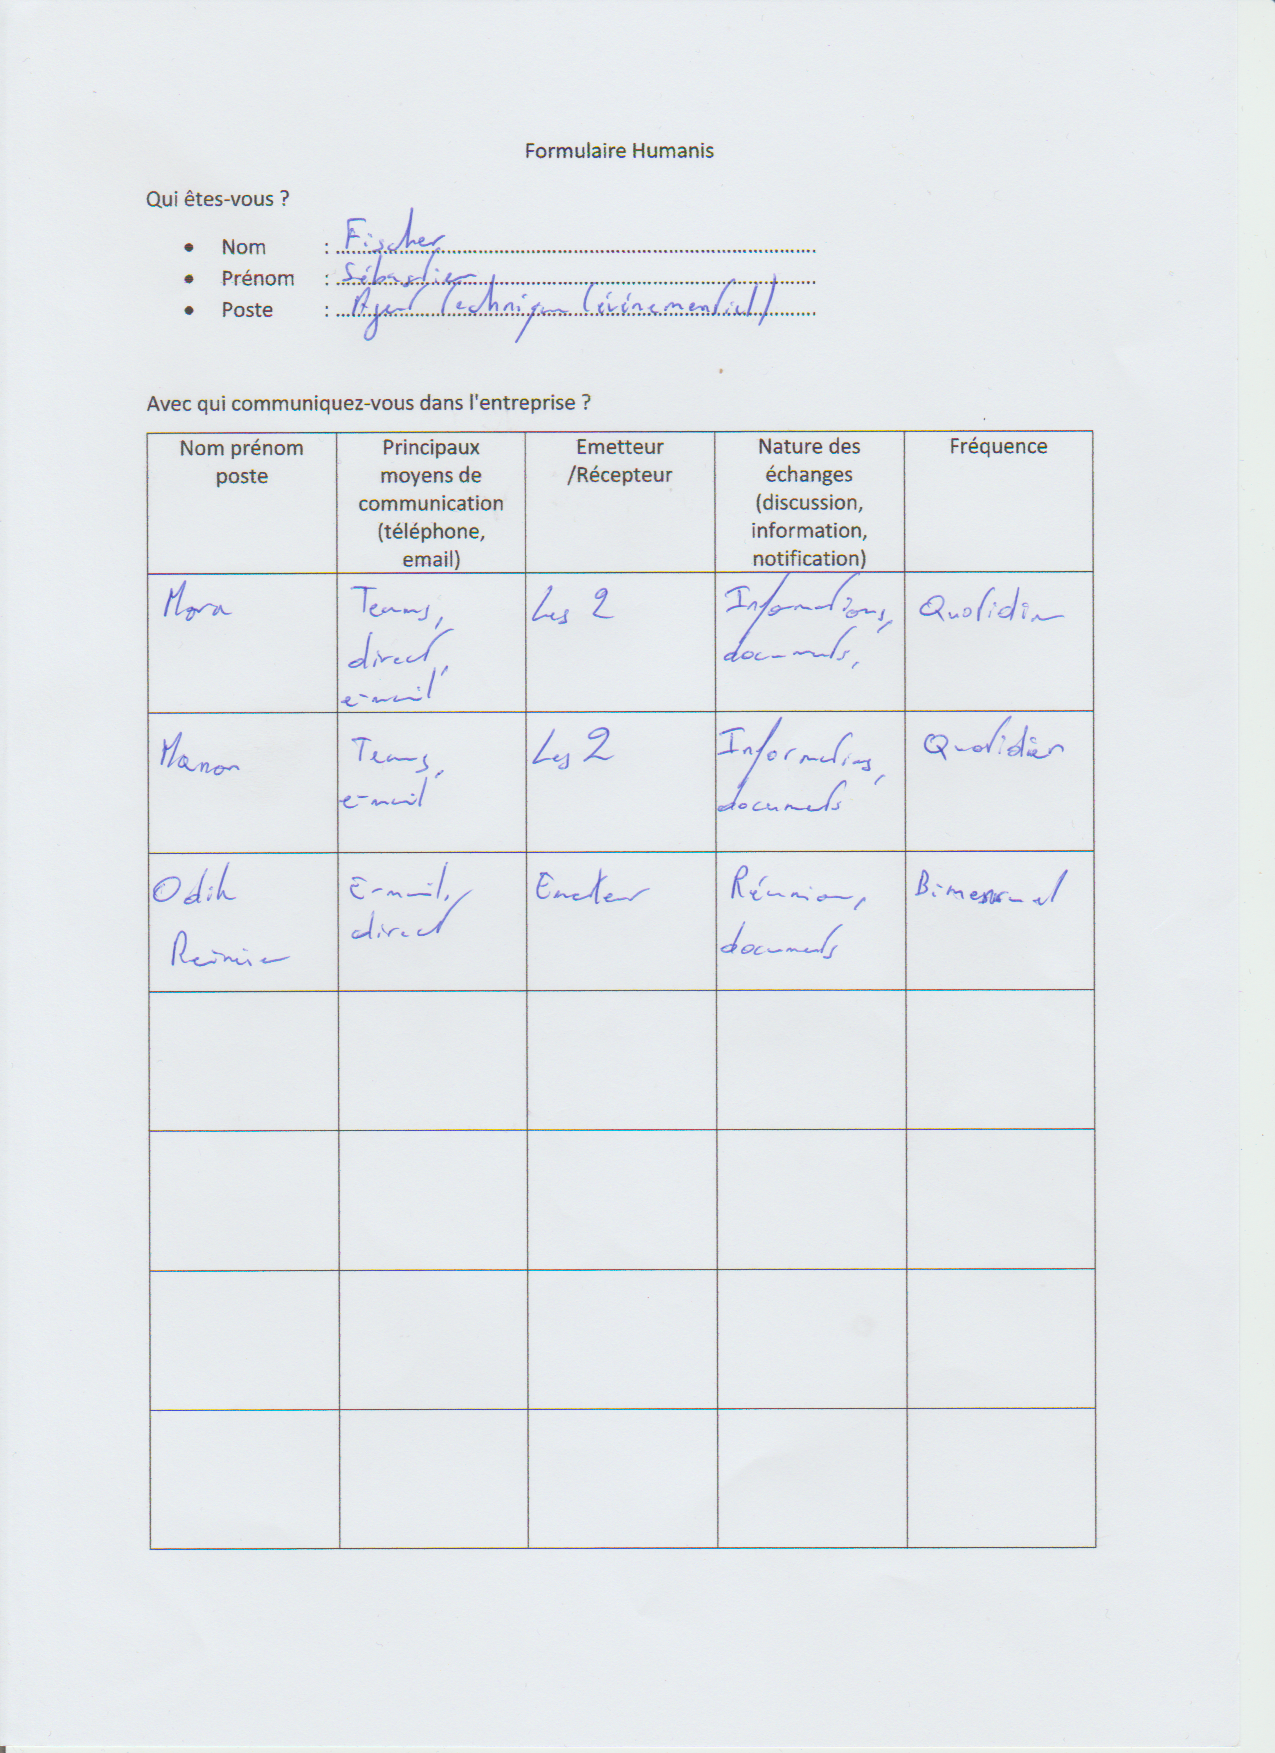 Formulaire Humanis
Qui êtes-vous ?
• Nom : Fischer
• Prénom : Sébastien
• Poste : Agent Technique (événementiel)
Avec qui communiquez-vous dans l'entreprise ?
Nom prénom poste
Principaux moyens de communication (téléphone, email)
Emetteur /Récepteur
Nature des échanges (discussion, information, notification)
Fréquence
Mora
Teams,
direct,
e-mail
Les 2
Informations,
documents,
Quotidien
Manon
Teams,
e-mail
Les 2
Informations,
documents
Quotidien
E-mail,
direct
Emetteur
Réunion,
documents
Bimensuel